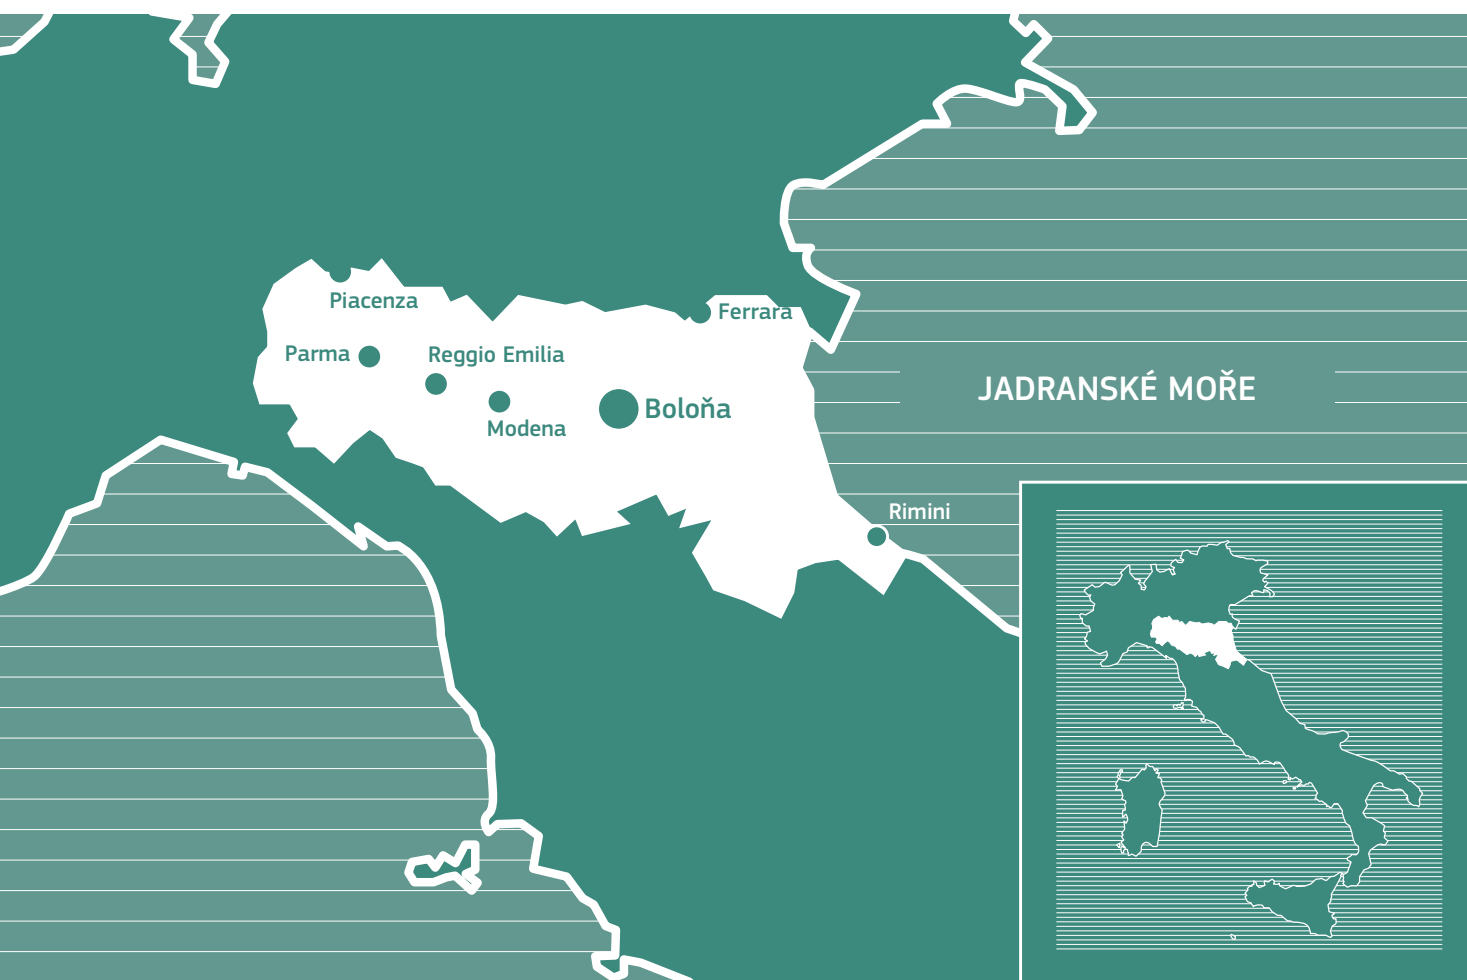 Piacenza
Ferrara
Parma
Reggio Emilia
JADRANSKÉ MOŘE
Boloňa
Modena
Rimini